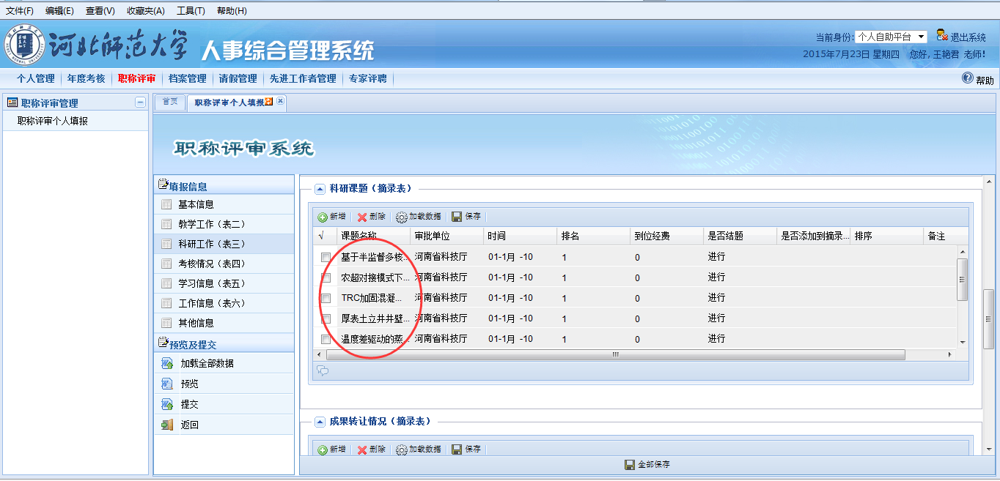 文件(F) 编辑(E) 查看(V) 收藏夹(A) 工具(T) 帮助(H)
河北师范大学 人事综合管理系统
当前身份: 个人自助平台 退出系统
2015年7月23日 星期四 您好, 王艳君 老师!
个人管理 年度考核 职称评审 档案管理 请假管理 先进工作者管理 专家评聘 帮助
职称评审管理
职称评审个人填报
首页 职称评审个人填报
职称评审系统
填报信息
基本信息
教学工作（表二）
科研工作（表三）
考核情况（表四）
学习信息（表五）
工作信息（表六）
其他信息
预览及提交
加载全部数据
预览
提交
返回
科研课题（摘录表）
新增 删除 加载数据 保存
√ 课题名称 审批单位 时间 排名 到位经费 是否结题 是否添加到摘录... 排序 备注
基于半监督多核... 河南省科技厅 01-1月 -10 1 0 进行
农超对接模式下... 河南省科技厅 01-1月 -10 1 0 进行
TRC加固混凝... 河南省科技厅 01-1月 -10 1 0 进行
厚表土立井井壁... 河南省科技厅 01-1月 -10 1 0 进行
温度差驱动的蒸... 河南省科技厅 01-1月 -10 1 0 进行
成果转让情况（摘录表）
新增 删除 加载数据 保存
全部保存